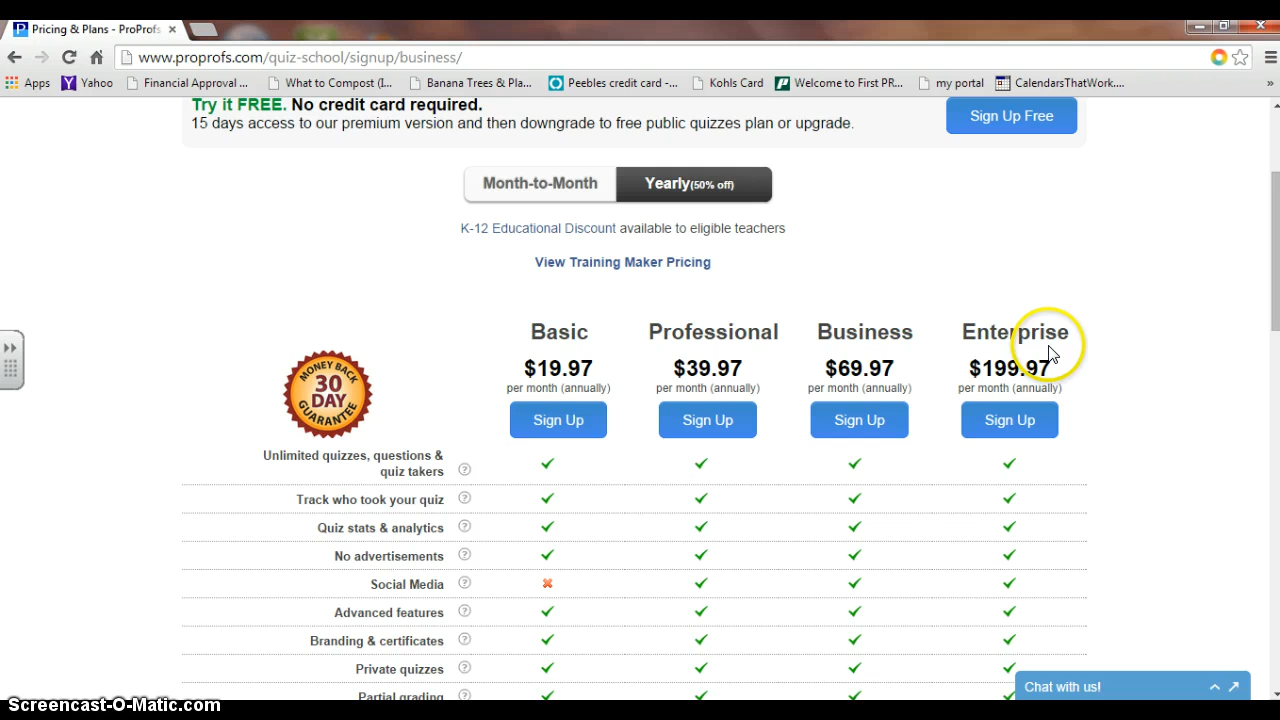 Pricing & Plans - ProProfs
www.proprofs.com/quiz-school/signup/business/
Apps Yahoo Financial Approval ... What to Compost (I... Banana Trees & Pla... Peebles credit card -... Kohls Card Welcome to First PR... my portal CalendarsThatWork....
Try it FREE. No credit card required.
15 days access to our premium version and then downgrade to free public quizzes plan or upgrade.
Sign Up Free
Month-to-Month Yearly(50% off)
K-12 Educational Discount available to eligible teachers
View Training Maker Pricing
Basic Professional Business Enterprise
$19.97 $39.97 $69.97 $199.97
per month (annually) per month (annually) per month (annually) per month (annually)
MONEY BACK
30
DAY
GUARANTEE
Sign Up Sign Up Sign Up Sign Up
Unlimited quizzes, questions &
quiz takers
Track who took your quiz
Quiz stats & analytics
No advertisements
Social Media
Advanced features
Branding & certificates
Private quizzes
Partial grading
Chat with us!
Screencast-O-Matic.com